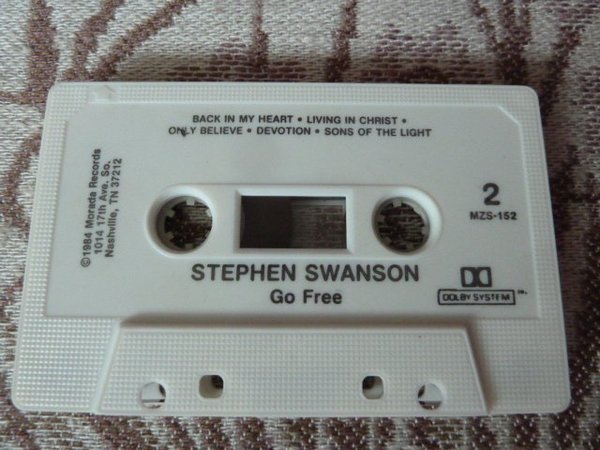 BACK IN MY HEART • LIVING IN CHRIST •
ONLY BELIEVE • DEVOTION • SONS OF THE LIGHT
©1984 Morada Records
1014 17th Ave. So.
Nashville, TN 37212
2
MZS-152
STEPHEN SWANSON
Go Free
DOLBY SYSTEM